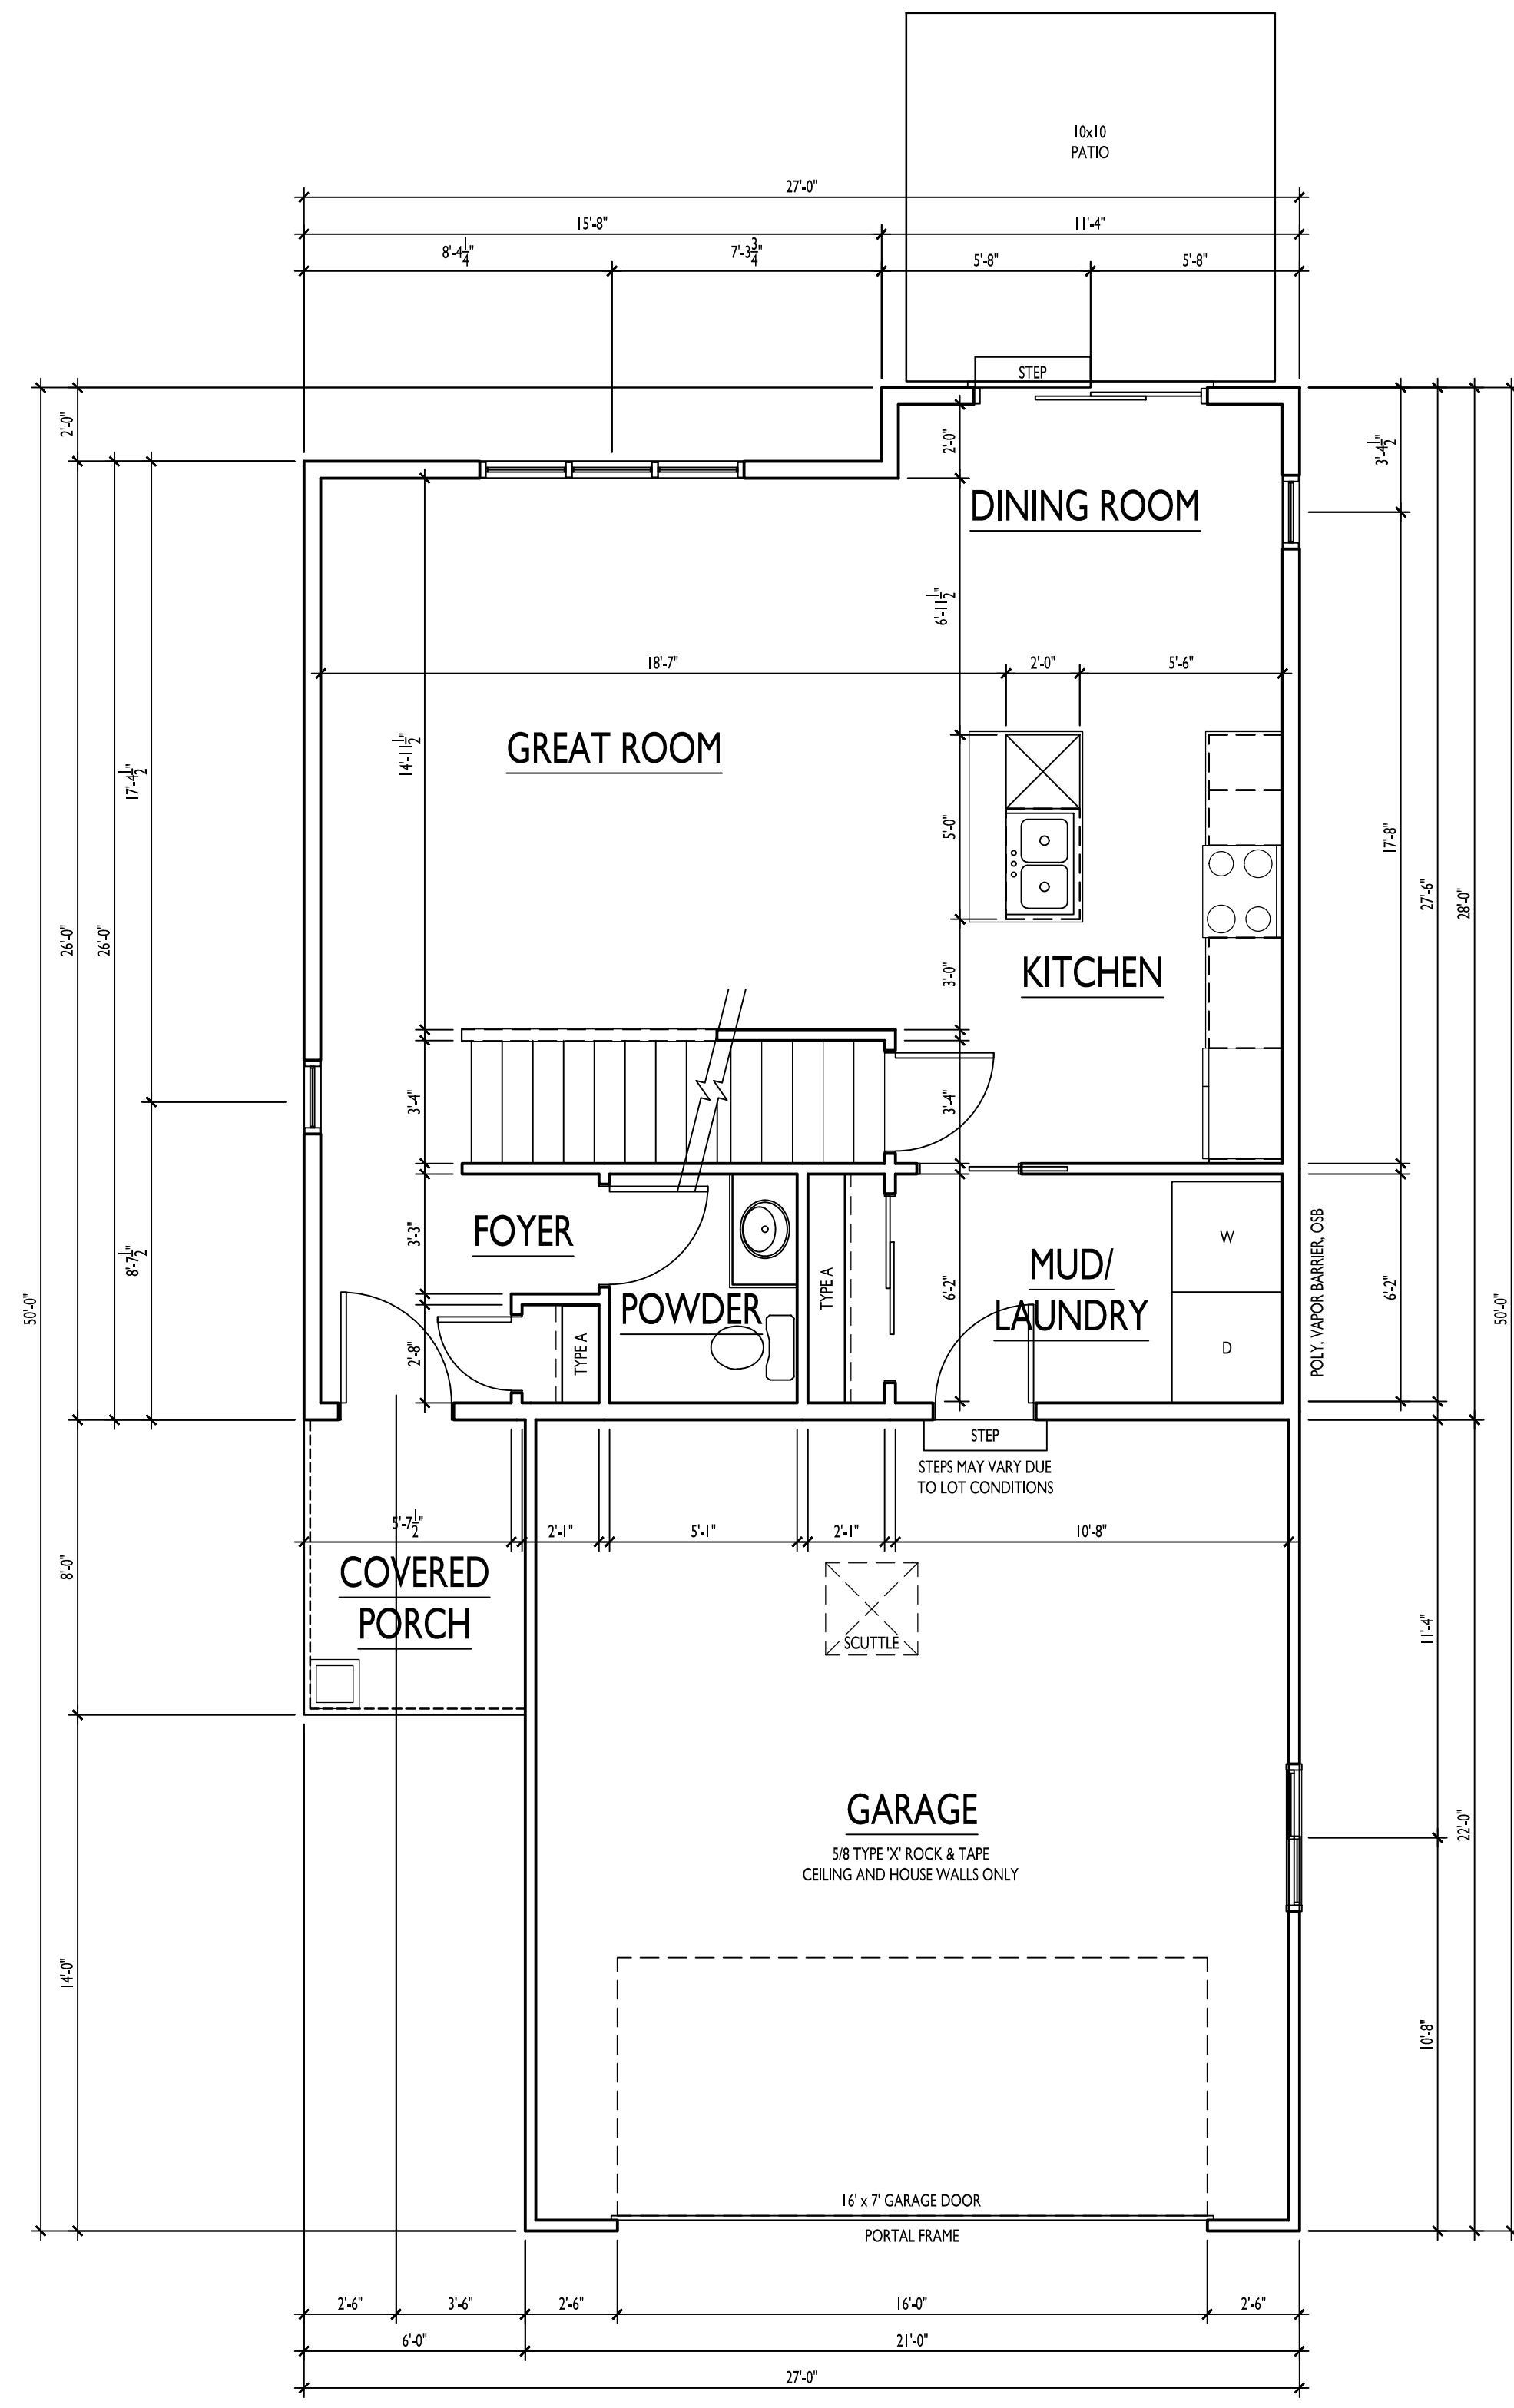 10x10
PATIO
27'-0"
15'-8"
11'-4"
8'-4 1/4"
7'-3 3/4"
5'-8"
5'-8"
STEP
2'-0"
2'-0"
3'-4 1/2"
DINING ROOM
6'-11 1/2"
18'-7"
2'-0"
5'-6"
GREAT ROOM
14'-11 1/2"
17'-4 1/2"
5'-0"
17'-8"
27'-6"
28'-0"
26'-0"
26'-0"
3'-0"
KITCHEN
3'-4"
3'-4"
FOYER
3'-3"
8'-7 1/2"
50'-0"
POWDER
TYPE A
6'-2"
MUD/
LAUNDRY
W
D
POLY, VAPOR BARRIER, OSB
6'-2"
50'-0"
2'-8"
TYPE A
STEP
STEPS MAY VARY DUE
TO LOT CONDITIONS
5'-7 1/2"
2'-1"
5'-1"
2'-1"
10'-8"
8'-0"
COVERED
PORCH
SCUTTLE
11'-4"
GARAGE
5/8 TYPE 'X' ROCK & TAPE
CEILING AND HOUSE WALLS ONLY
22'-0"
14'-0"
10'-8"
16' x 7' GARAGE DOOR
PORTAL FRAME
2'-6"
3'-6"
2'-6"
16'-0"
2'-6"
6'-0"
21'-0"
27'-0"